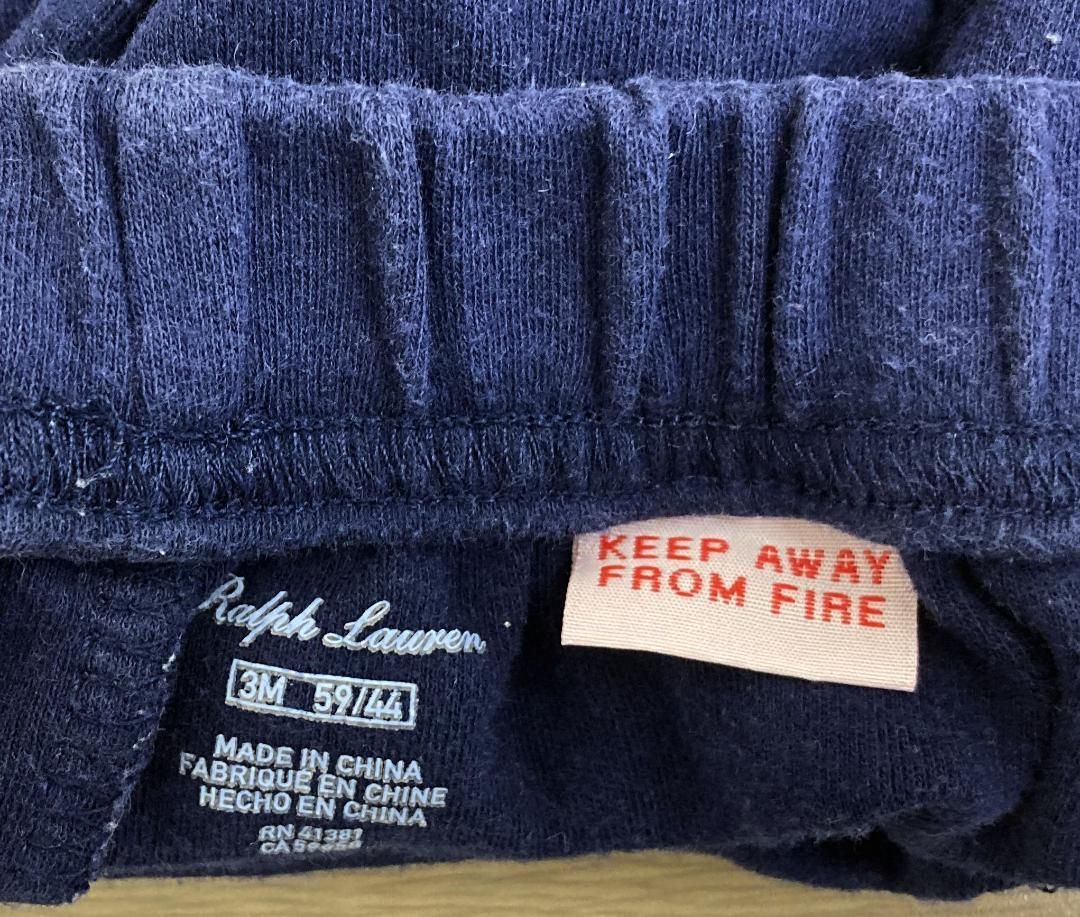 KEEP AWAY
FROM FIRE
Ralph Lauren
3M 59/44
MADE IN CHINA
FABRIQUÉ EN CHINE
HECHO EN CHINA
RN 41381
CA